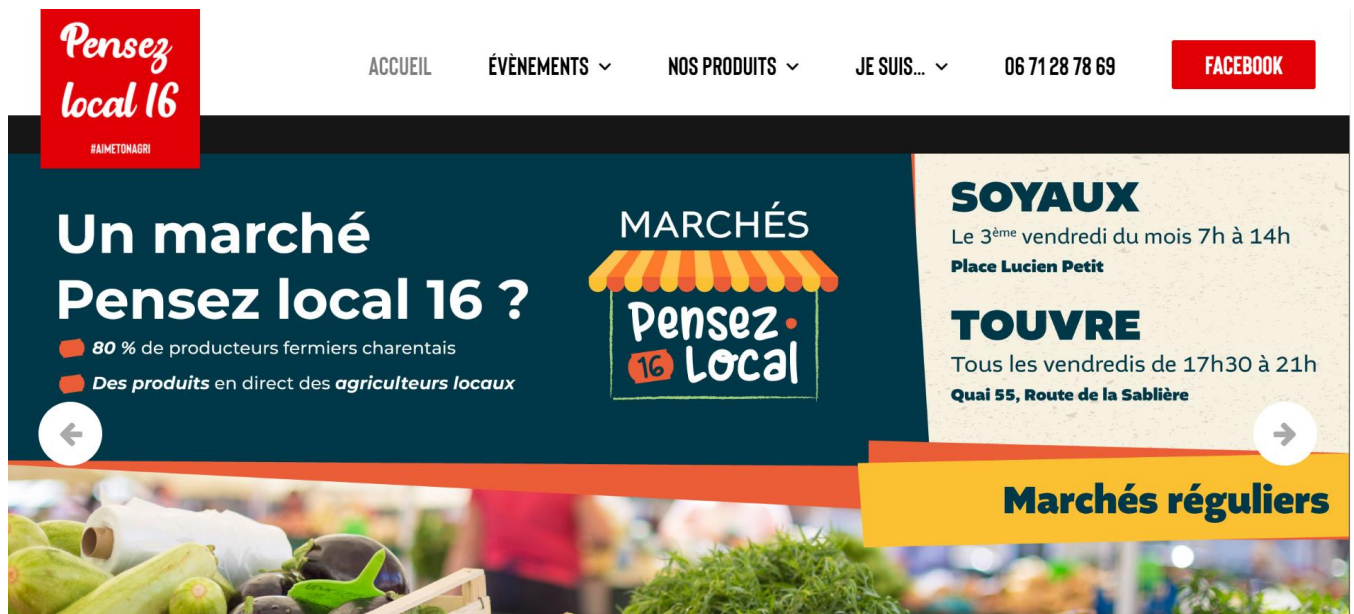 Pensez
local 16
#AIMETONAGRI
ACCUEIL
ÉVÈNEMENTS
NOS PRODUITS
JE SUIS...
06 71 28 78 69
FACEBOOK
Un marché
Pensez local 16 ?
80 % de producteurs fermiers charentais
Des produits en direct des agriculteurs locaux
MARCHÉS
Pensez
16 Local
SOYAUX
Le 3ème vendredi du mois 7h à 14h
Place Lucien Petit
TOUVRE
Tous les vendredis de 17h30 à 21h
Quai 55, Route de la Sablière
Marchés réguliers